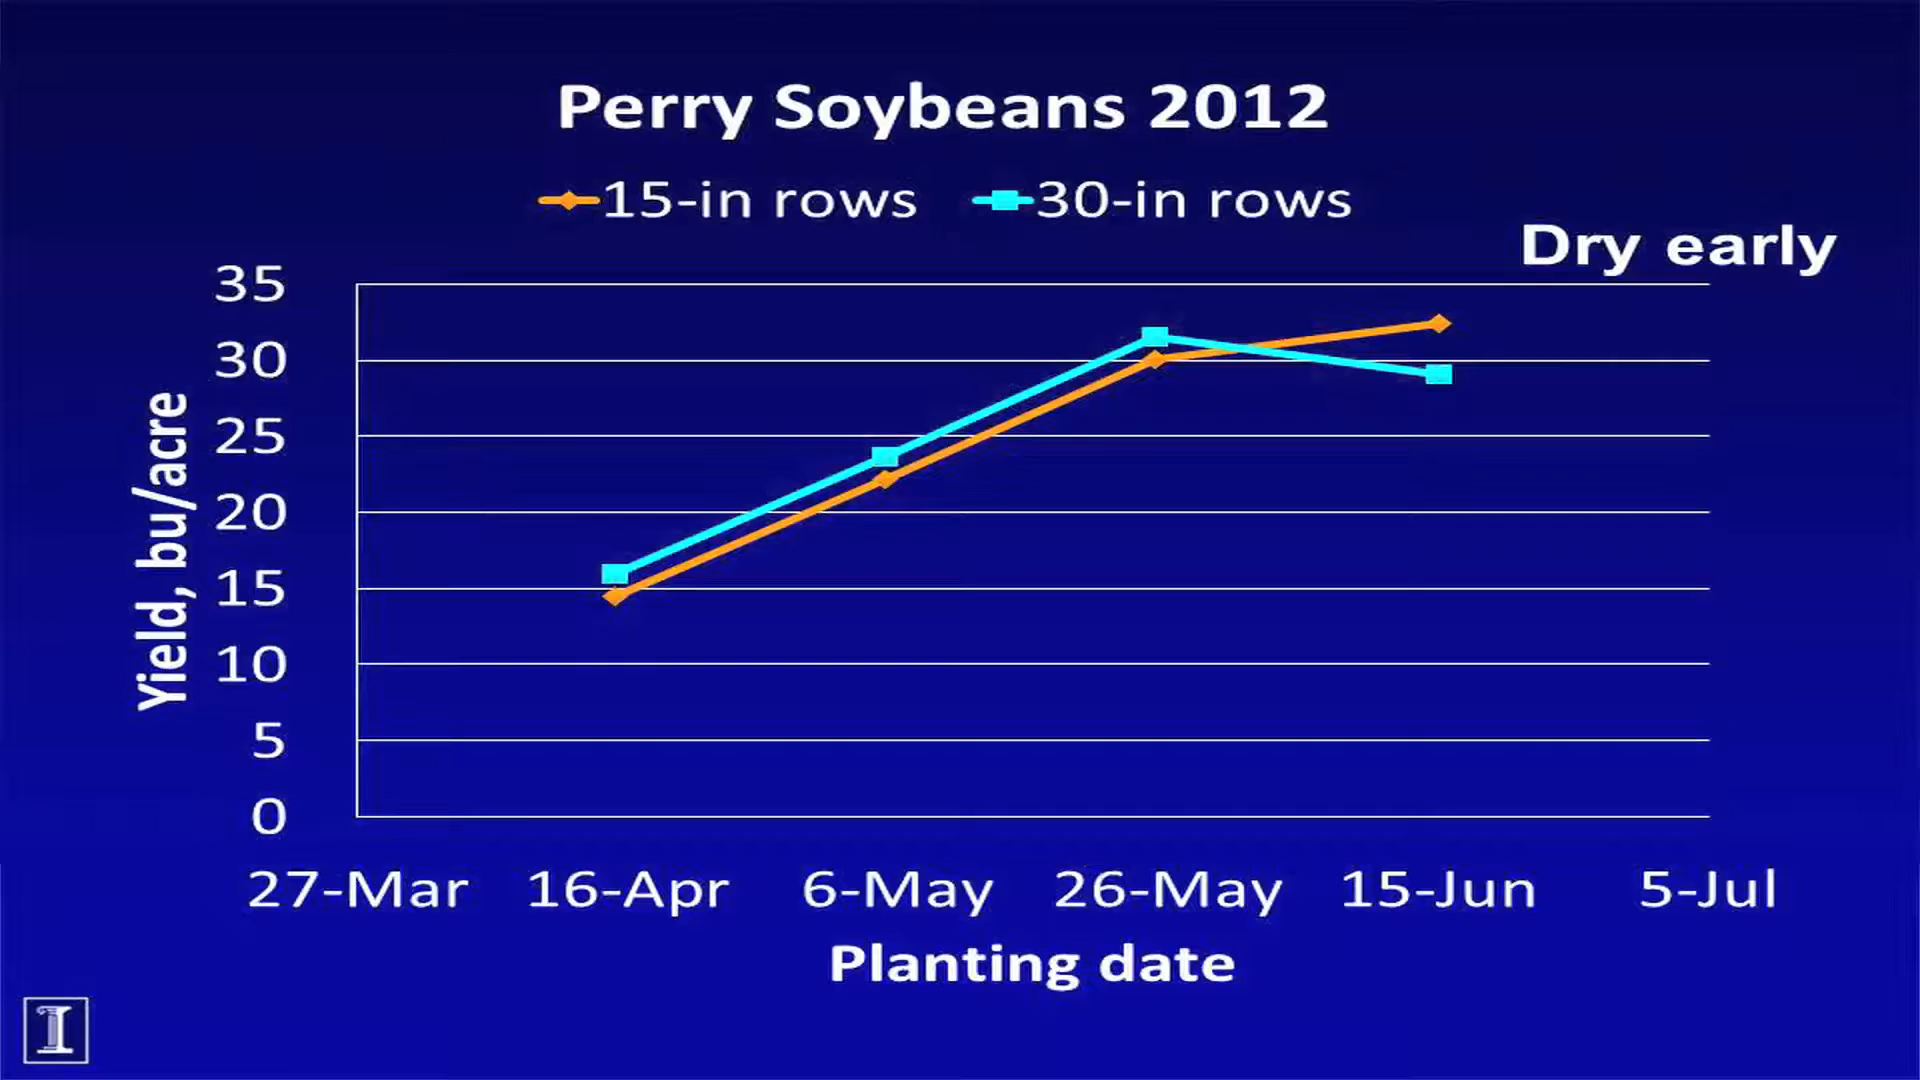 Perry Soybeans 2012
15-in rows 30-in rows
Dry early
35
30
25
20
15
10
5
0
Yield, bu/acre
27-Mar 16-Apr 6-May 26-May 15-Jun 5-Jul
Planting date
I